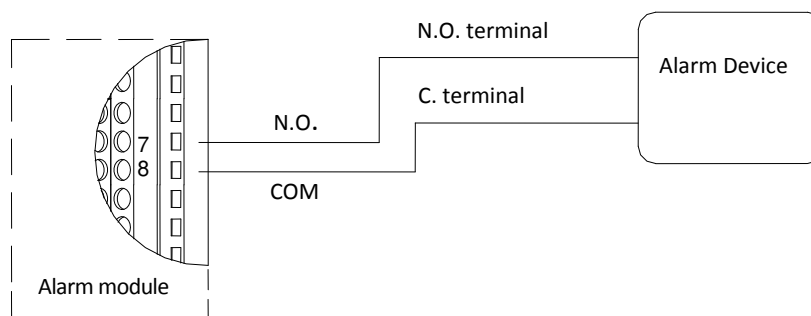 N.O. terminal
Alarm Device
C. terminal
N.O.
7
8
COM
Alarm module